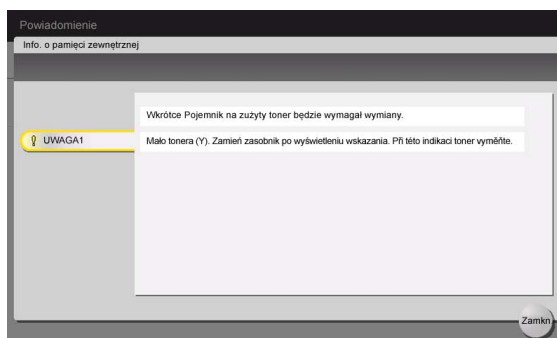 Powiadomienie
Info. o pamięci zewnętrznej
Wkrótce Pojemnik na zużyty toner będzie wymagał wymiany.
UWAGA1
Mało tonera (Y). Zamień zasobnik po wyświetleniu wskazania. Při této indikaci toner vyměňte.
Zamkn